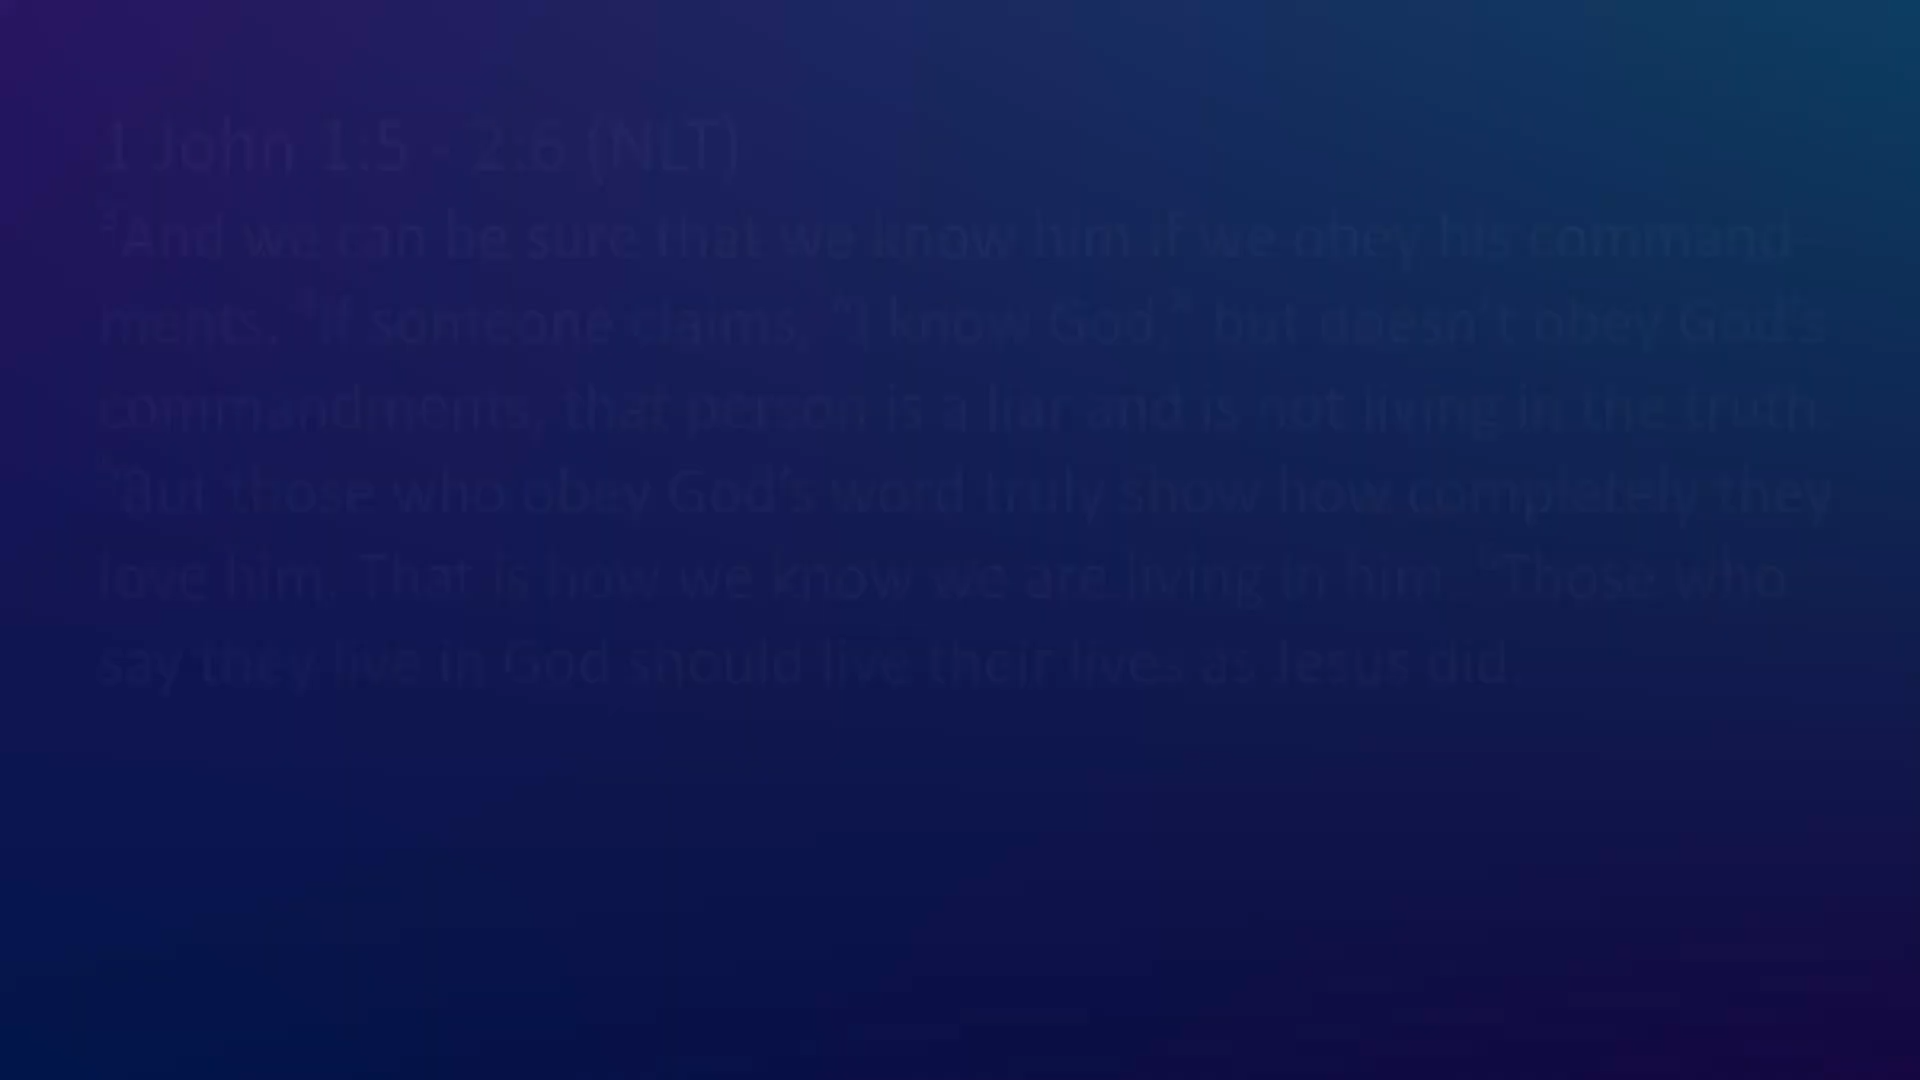 1 John 1:5 - 2:6 (NLT)
³And we can be sure that we know him if we obey his command
ments. ⁴If someone claims, “I know God,” but doesn’t obey God’s
commandments, that person is a liar and is not living in the truth.
⁵But those who obey God’s word truly show how completely they
love him. That is how we know we are living in him. ⁶Those who
say they live in God should live their lives as Jesus did.